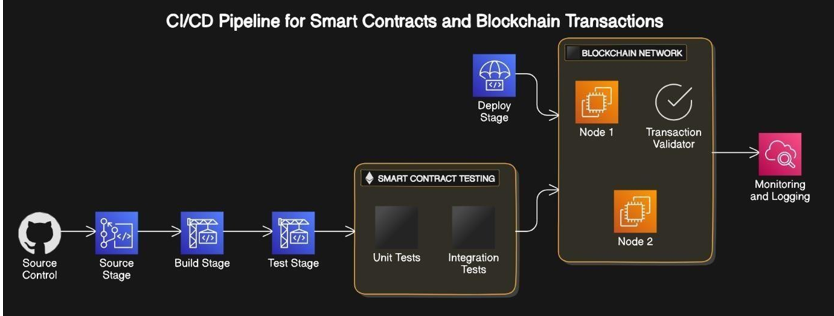 CI/CD Pipeline for Smart Contracts and Blockchain Transactions
BLOCKCHAIN NETWORK
Deploy
Stage
Node 1
Transaction
Validator
Monitoring
and Logging
SMART CONTRACT TESTING
Source
Control
Source
Stage
Build Stage
Test Stage
Unit Tests
Integration
Tests
Node 2